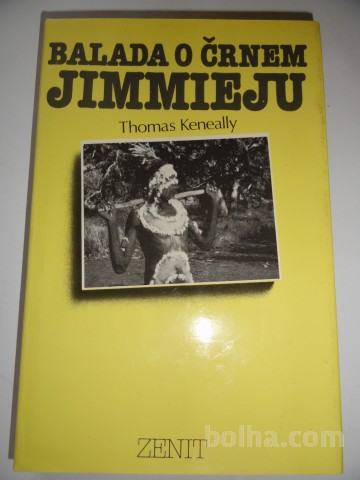 BALADA O ČRNEM
JIMMIEJU
Thomas Keneally
ZENIT
bolha.com